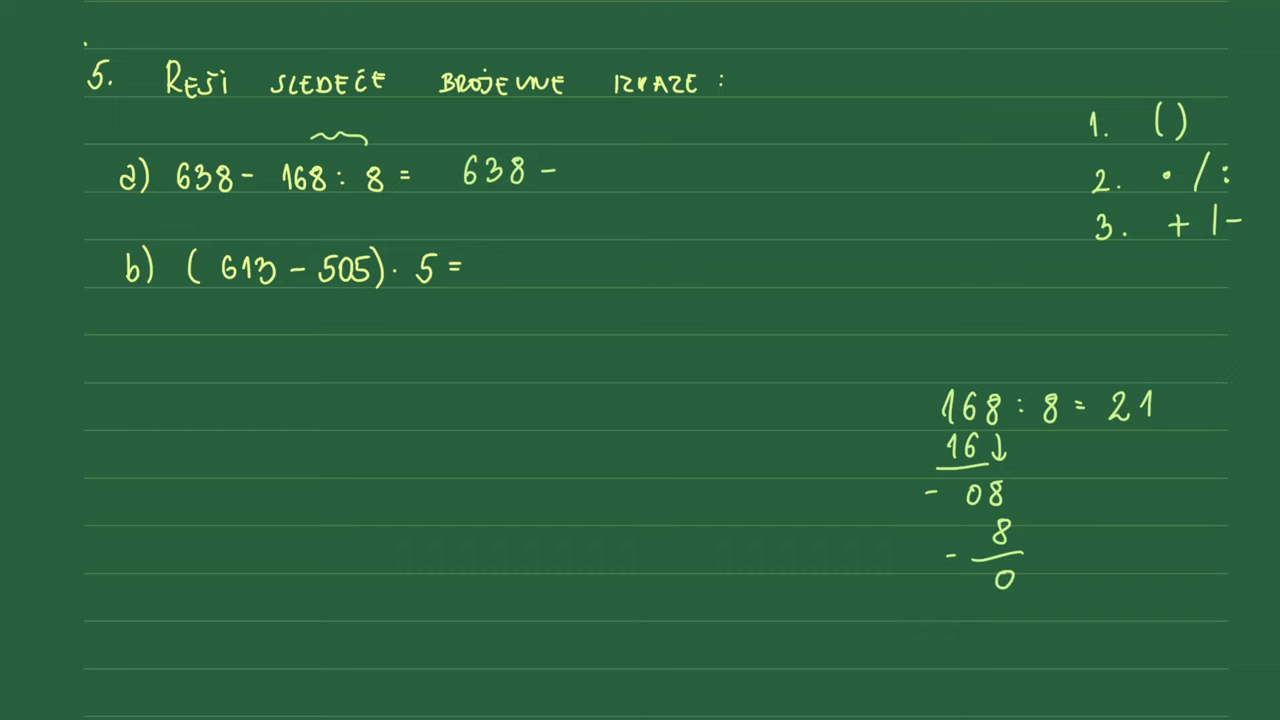 5. REŠI SLEDEĆE BROJEVNE IZRAZE :
a) 638 - 168 : 8 = 638 -
b) ( 613 - 505) · 5 =
1. ( )
2. · / :
3. + | -
168 : 8 = 21
16 ↓
- 08
8
-
0